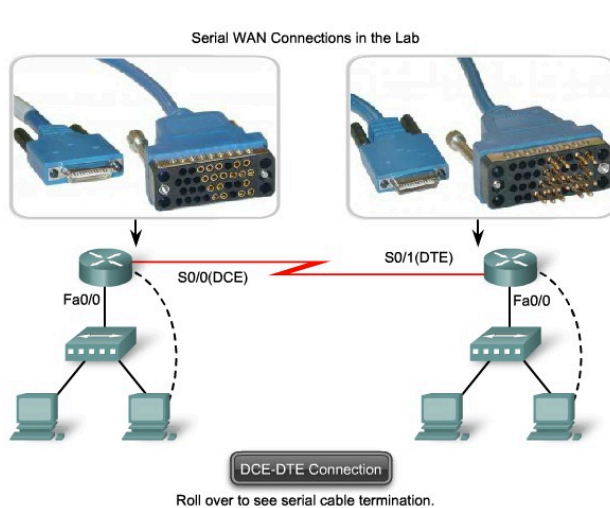 Serial WAN Connections in the Lab
S0/0(DCE)
S0/1(DTE)
Fa0/0
Fa0/0
DCE-DTE Connection
Roll over to see serial cable termination.